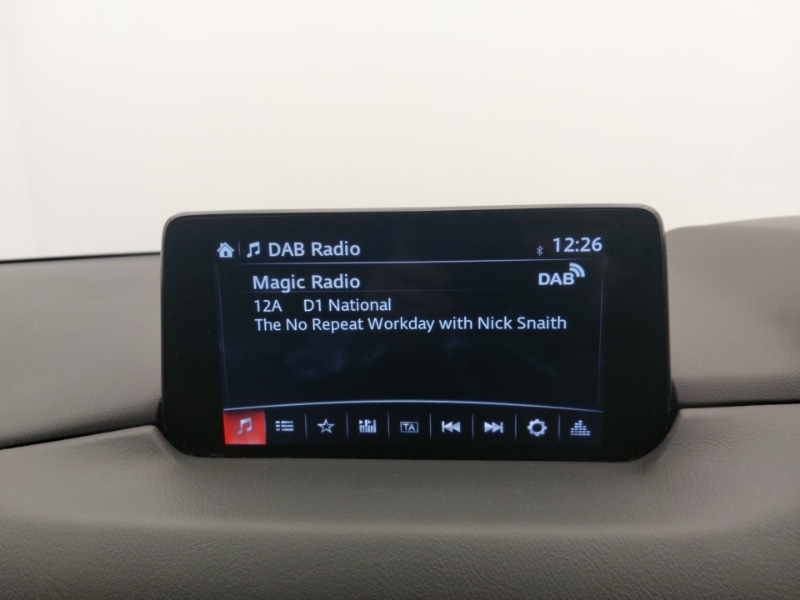 DAB Radio 12:26
Magic Radio DAB
12A D1 National
The No Repeat Workday with Nick Snaith
TA